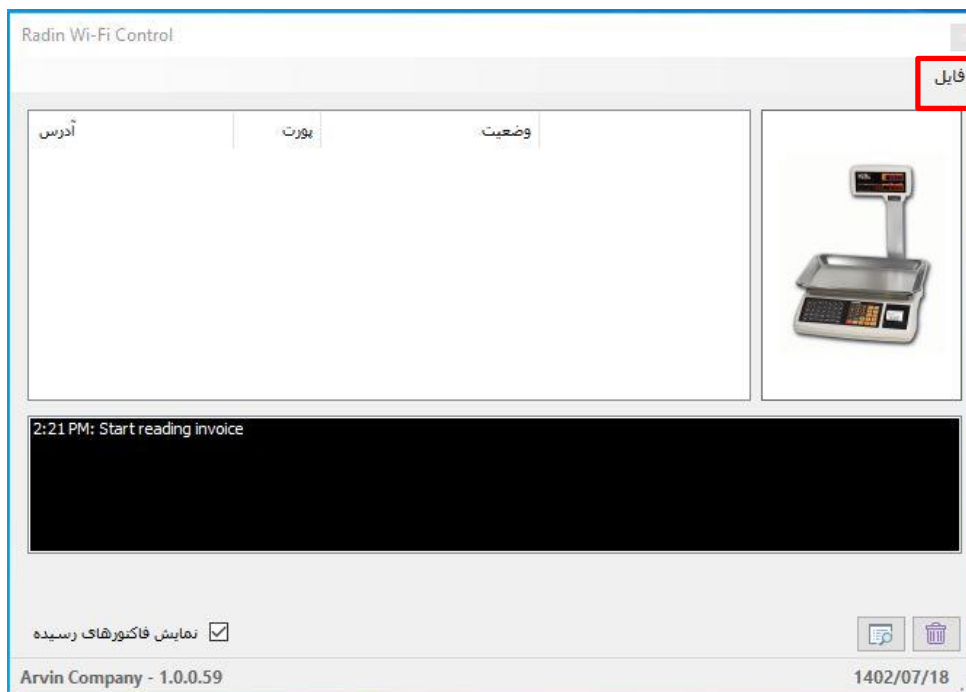 Radin Wi-Fi Control
فایل
آدرس
پورت
وضعیت
2:21 PM: Start reading invoice
نمایش فاکتورهای رسیده
Arvin Company - 1.0.0.59
1402/07/18